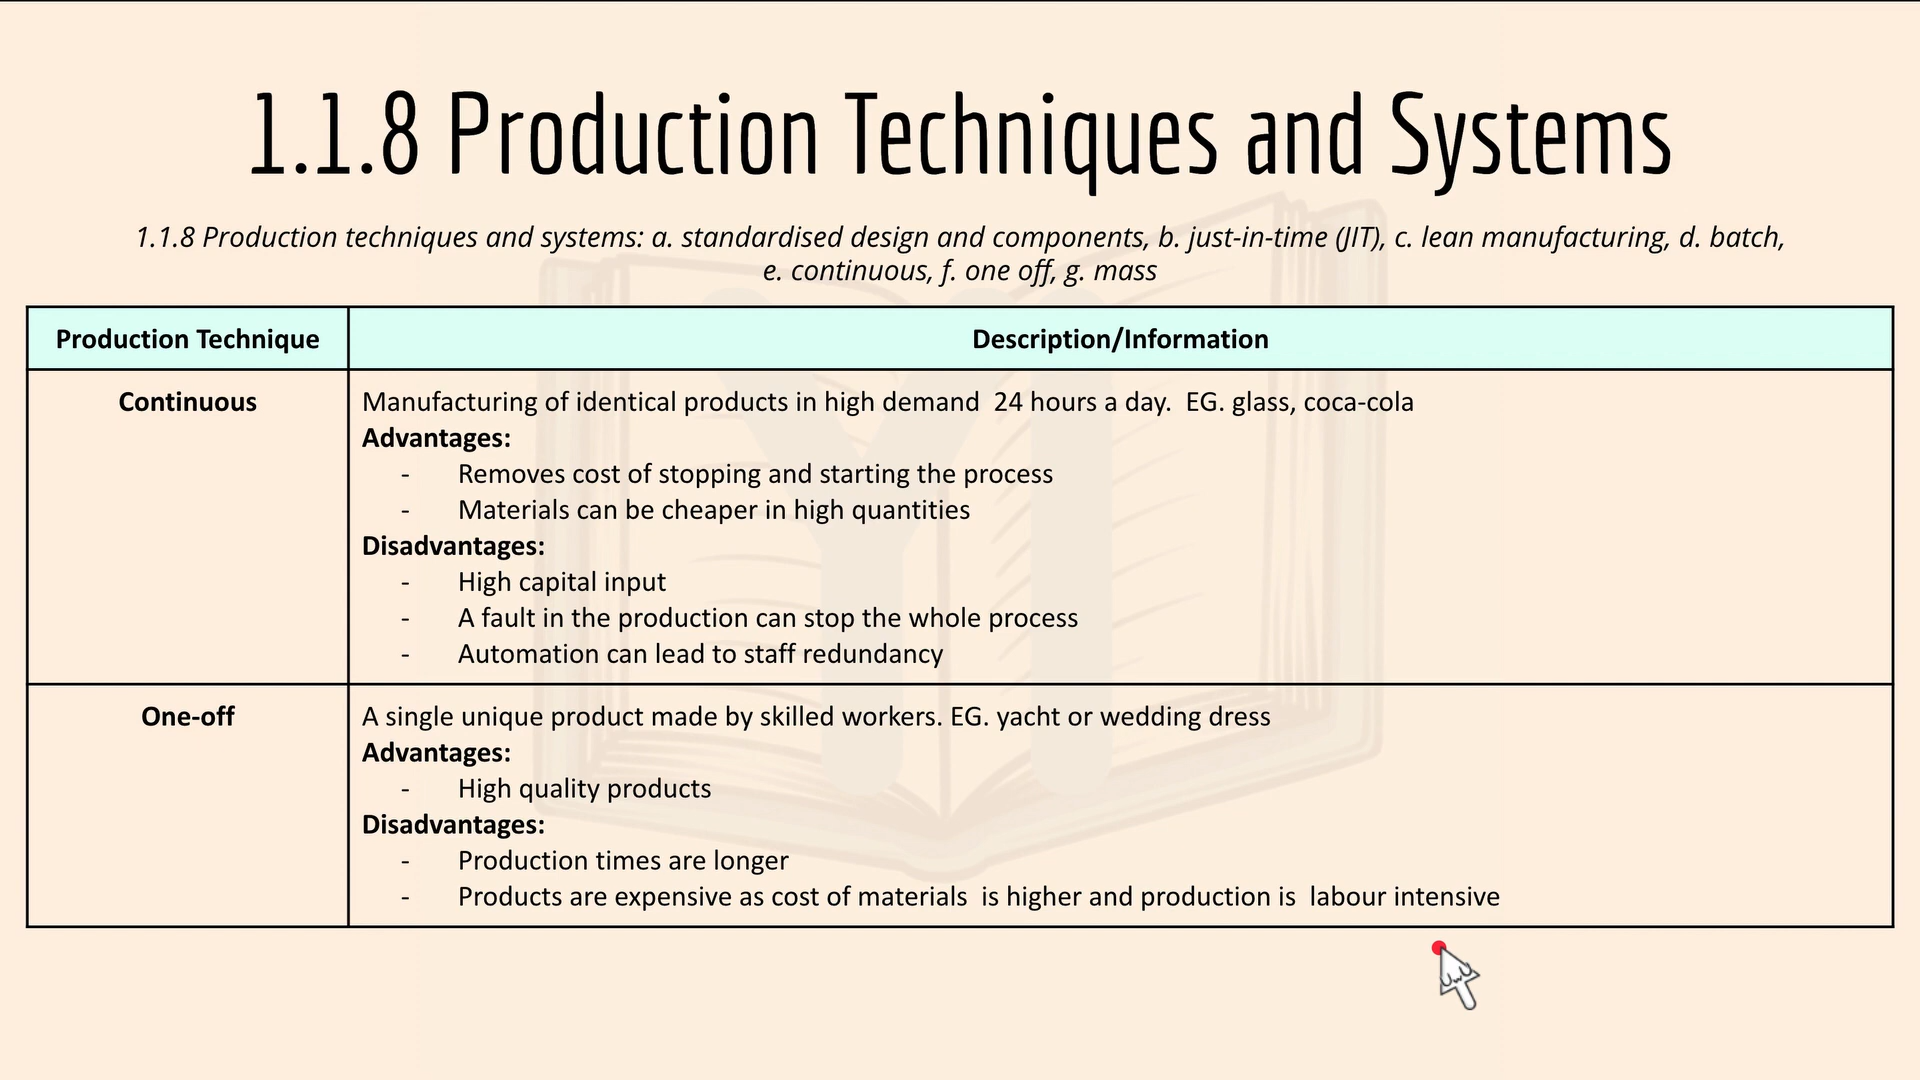 1.1.8 Production Techniques and Systems
1.1.8 Production techniques and systems: a. standardised design and components, b. just-in-time (JIT), c. lean manufacturing, d. batch,
e. continuous, f. one off, g. mass
Production Technique
Description/Information
Continuous
Manufacturing of identical products in high demand  24 hours a day.  EG. glass, coca-cola
Advantages:
- Removes cost of stopping and starting the process
- Materials can be cheaper in high quantities
Disadvantages:
- High capital input
- A fault in the production can stop the whole process
- Automation can lead to staff redundancy
One-off
A single unique product made by skilled workers. EG. yacht or wedding dress
Advantages:
- High quality products
Disadvantages:
- Production times are longer
- Products are expensive as cost of materials  is higher and production is  labour intensive